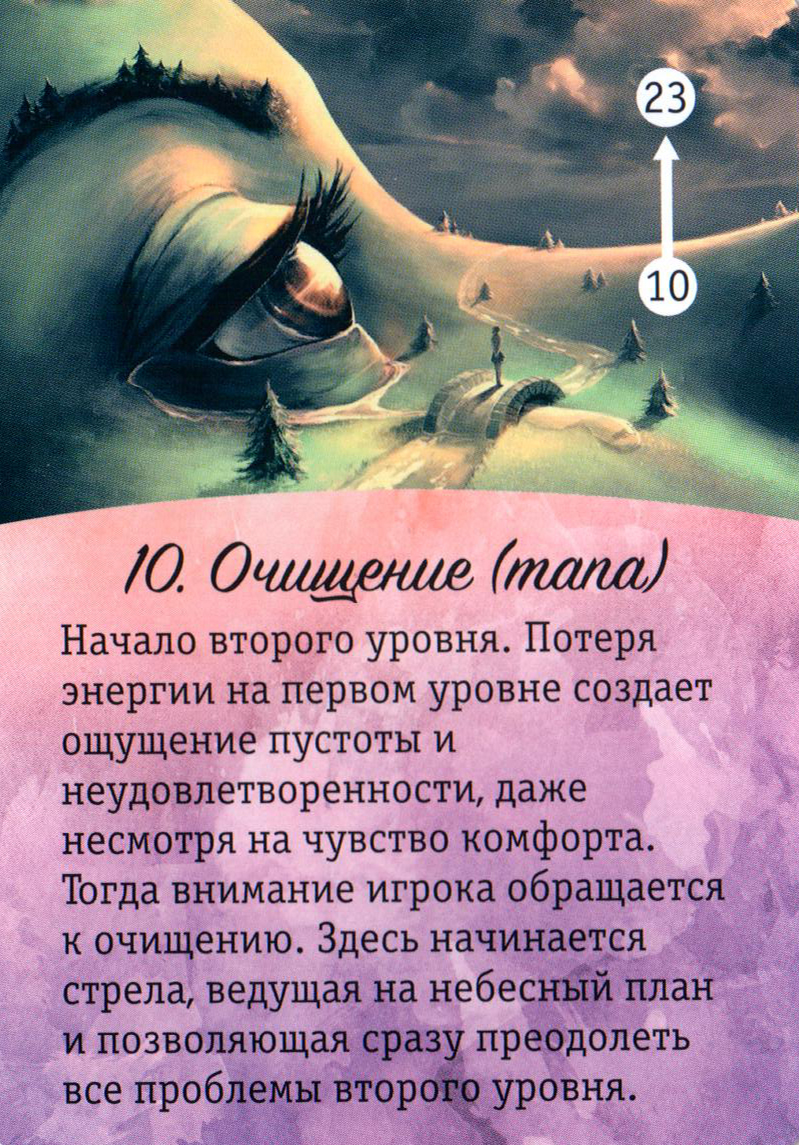 23
10
10. Очищение (тапа)
Начало второго уровня. Потеря
энергии на первом уровне создает
ощущение пустоты и
неудовлетворенности, даже
несмотря на чувство комфорта.
Тогда внимание игрока обращается
к очищению. Здесь начинается
стрела, ведущая на небесный план
и позволяющая сразу преодолеть
все проблемы второго уровня.